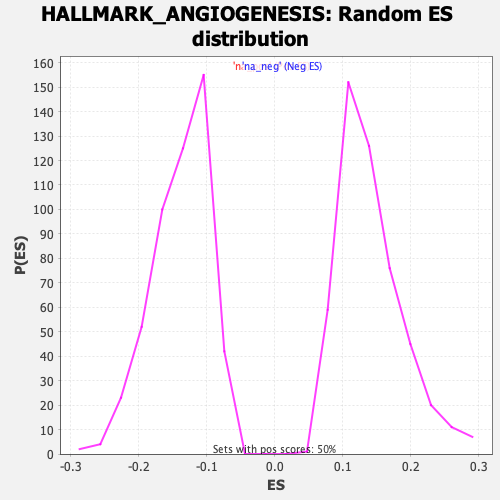 HALLMARK_ANGIOGENESIS: Random ES
distribution
'na_neg' (Neg ES)
160
150
140
130
120
110
100
90
80
70
60
50
40
30
20
10
0
P(ES)
Sets with pos scores: 50%
-0.3 -0.2 -0.1 0.0 0.1 0.2 0.3
ES